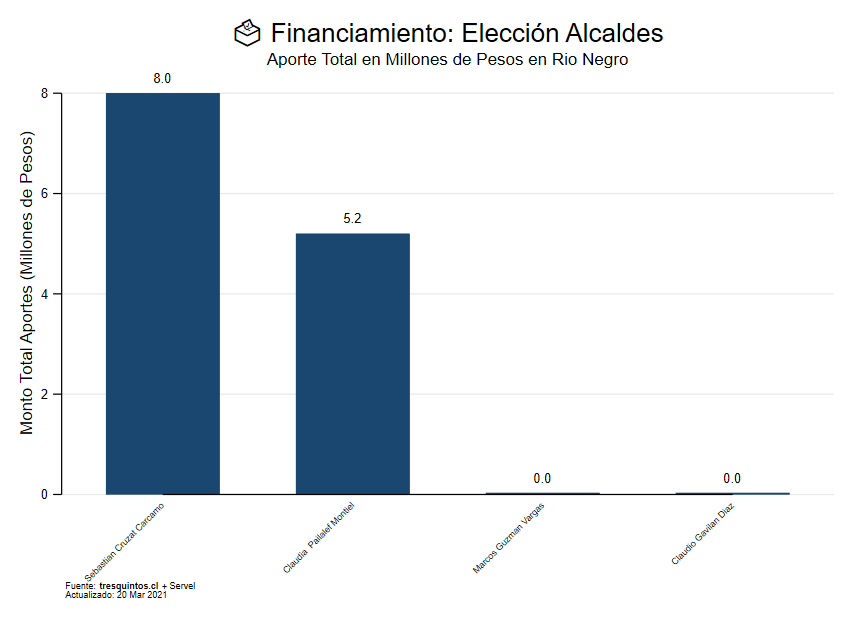 Financiamiento: Elección Alcaldes
Aporte Total en Millones de Pesos en Rio Negro
Monto Total Aportes (Millones de Pesos)
8
6
4
2
0
8.0
5.2
0.0
0.0
Sebastian Cruzat Carcamo
Claudia Pailalef Montiel
Marcos Guzman Vargas
Claudio Gavilan Diaz
Fuente: tresquintos.cl + Servel
Actualizado: 20 Mar 2021